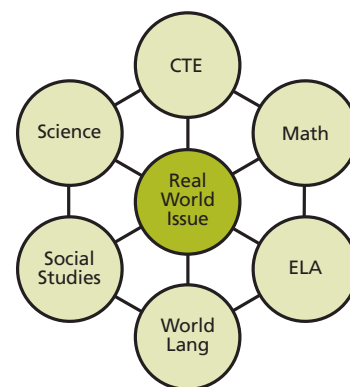 CTE
Science
Math
Real
World
Issue
Social
Studies
ELA
World
Lang